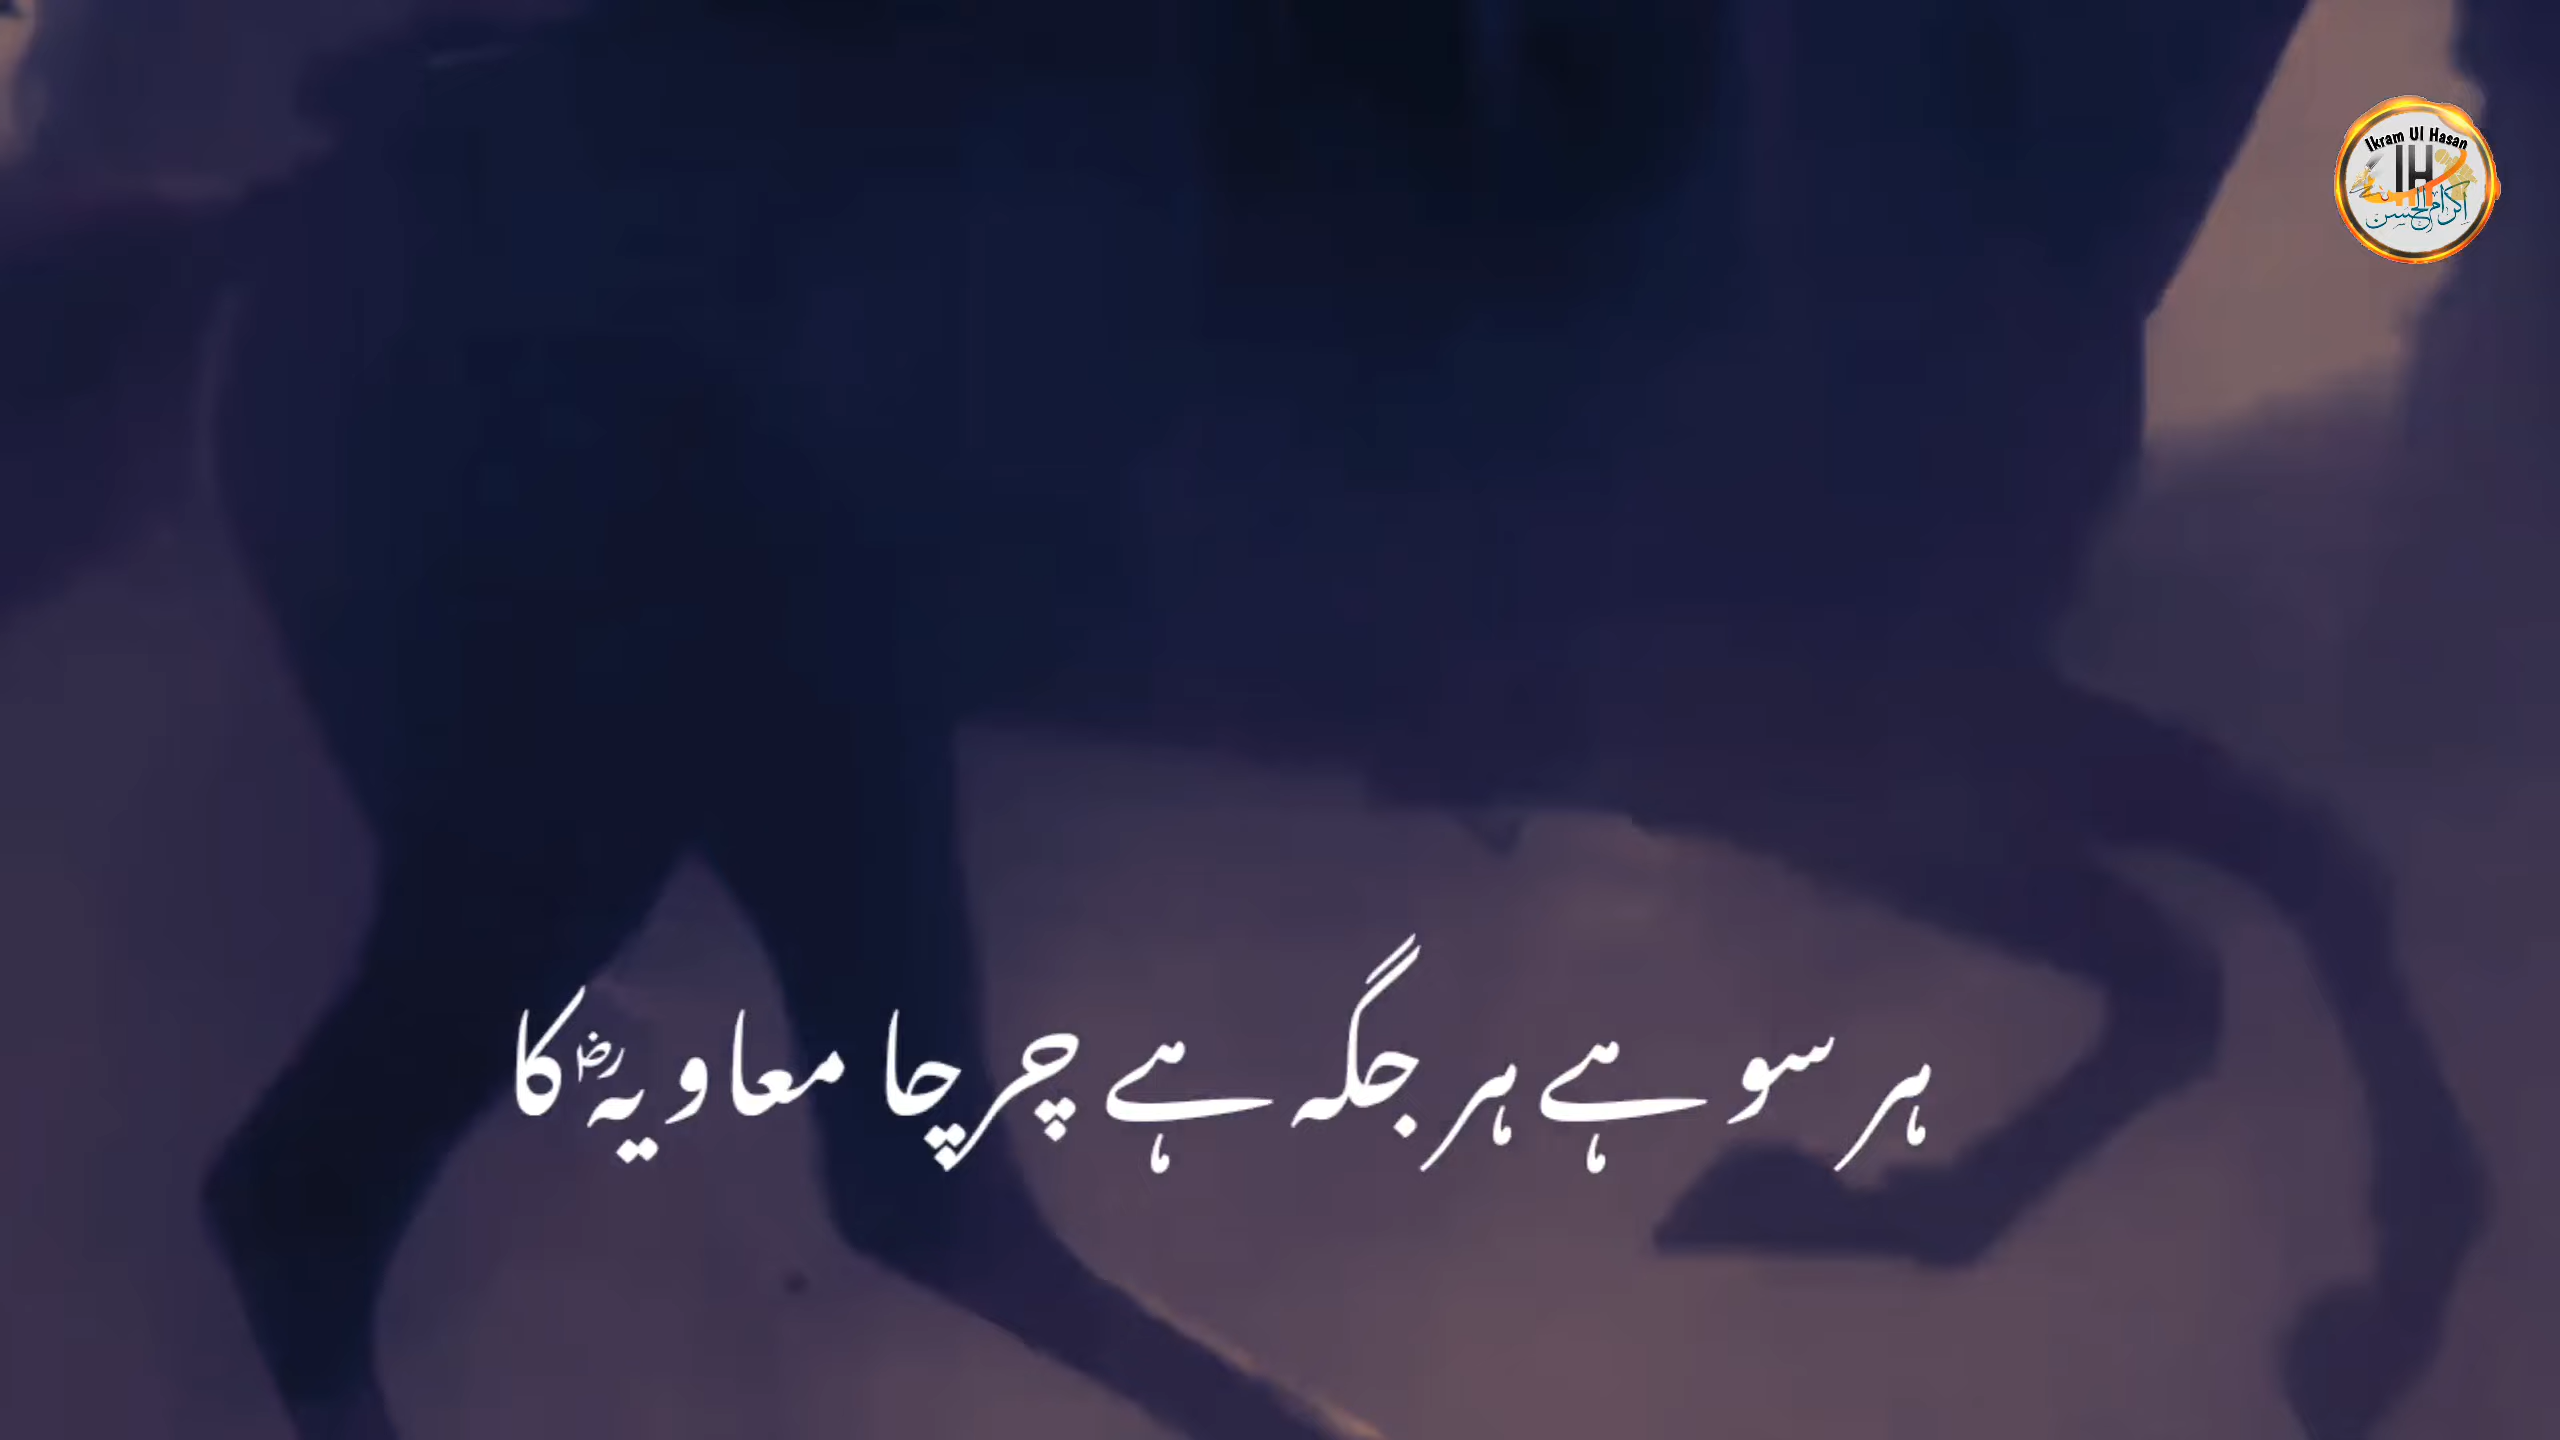 Ikram Ul Hasan
IH
اکرام الحسن
ہر سو ہے ہر جگہ ہے چرچا معاویہؓ کا